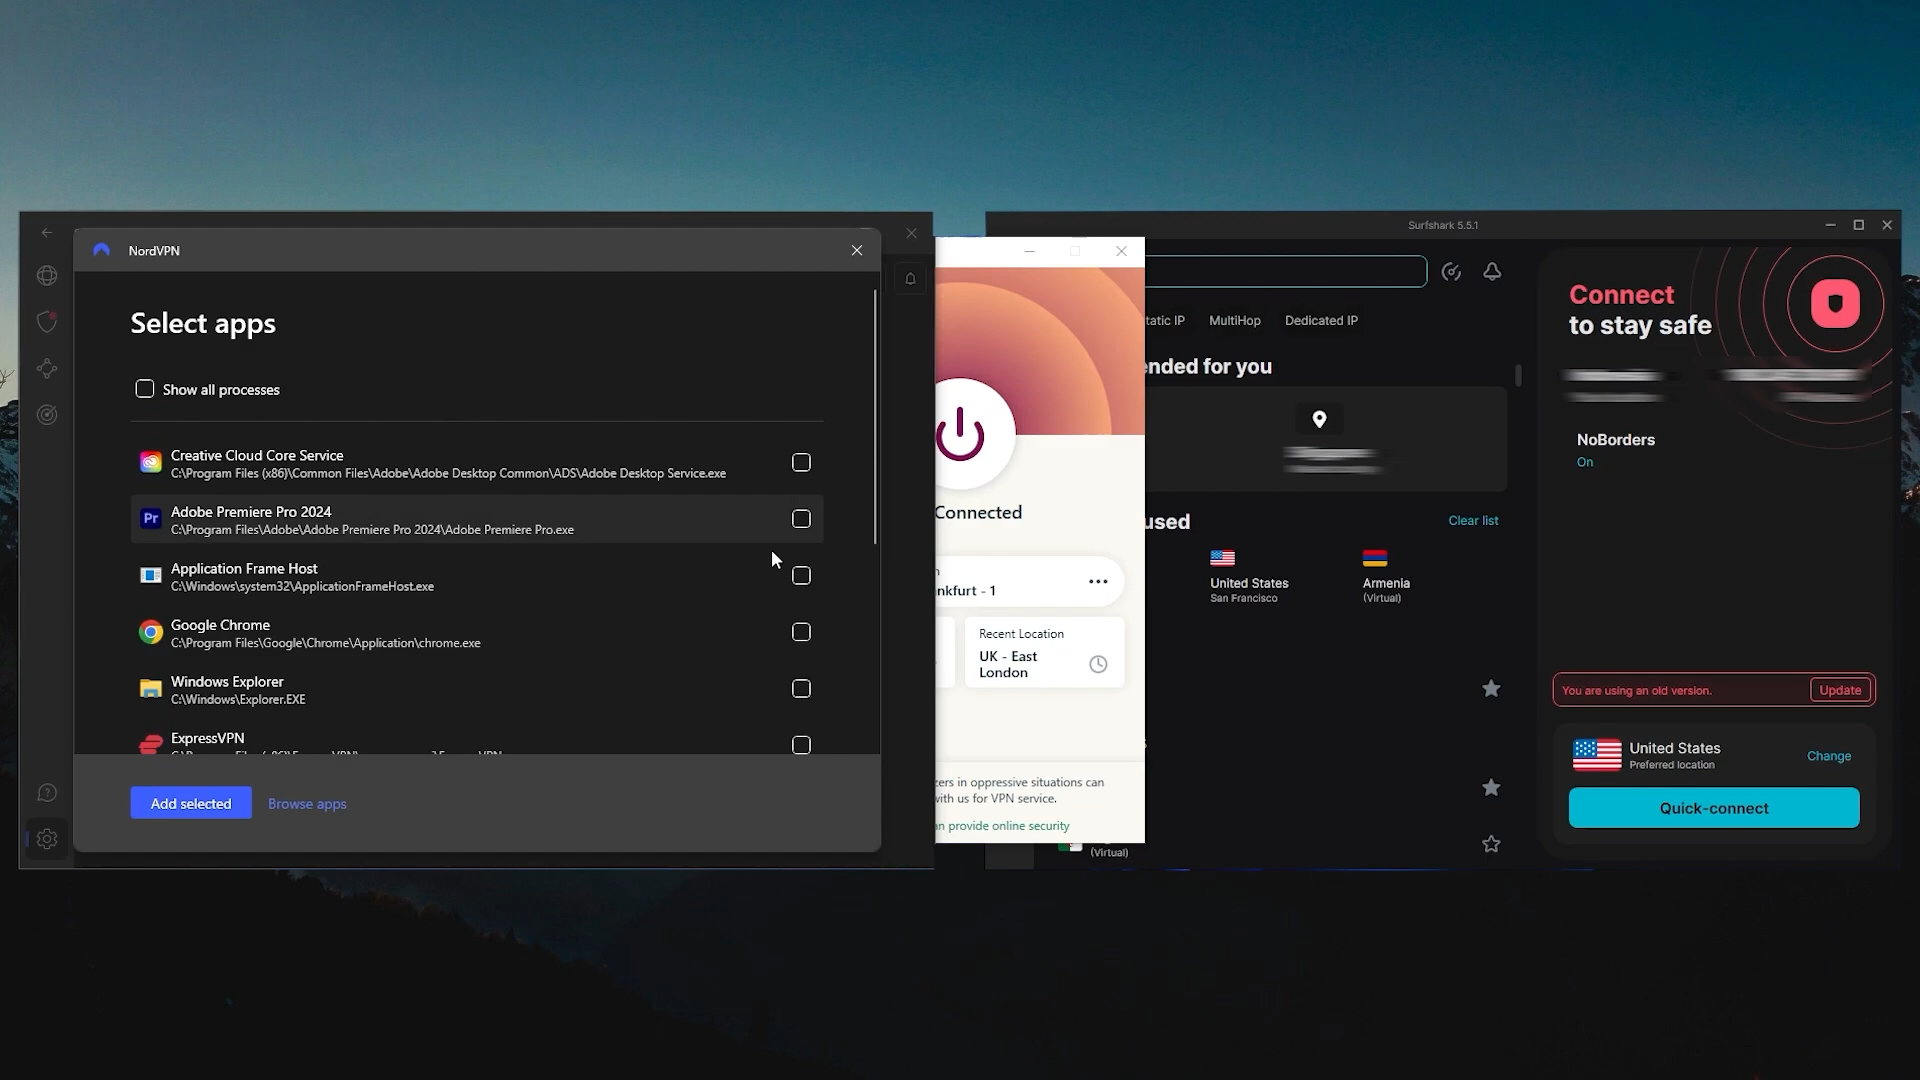 NordVPN
Select apps
Show all processes
Creative Cloud Core Service
C:\Program Files (x86)\Common Files\Adobe\Adobe Desktop Common\ADS\Adobe Desktop Service.exe
Pr
Adobe Premiere Pro 2024
C:\Program Files\Adobe\Adobe Premiere Pro 2024\Adobe Premiere Pro.exe
Application Frame Host
C:\Windows\system32\ApplicationFrameHost.exe
Google Chrome
C:\Program Files\Google\Chrome\Application\chrome.exe
Windows Explorer
C:\Windows\Explorer.EXE
ExpressVPN
Add selected
Browse apps
Connected
nkfurt - 1
Recent Location
UK - East
London
ers in oppressive situations can
with us for VPN service.
n provide online security
Surfshark 5.5.1
tatic IP
MultiHop
Dedicated IP
ended for you
used
Clear list
United States
San Francisco
Armenia
(Virtual)
(Virtual)
Connect
to stay safe
NoBorders
On
You are using an old version.
Update
United States
Preferred location
Change
Quick-connect